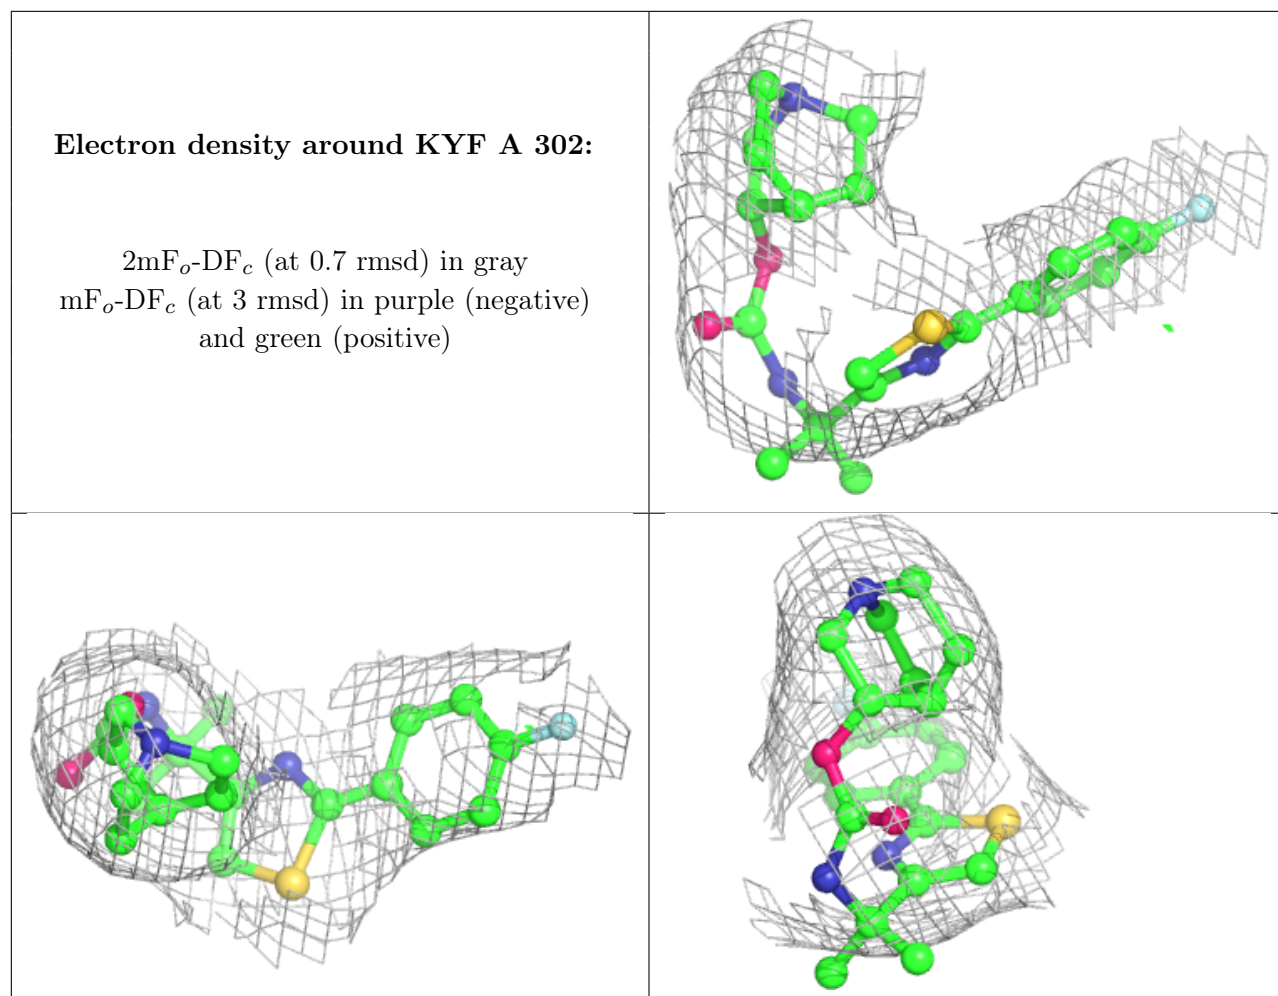 Electron density around KYF A 302:
2mFₒ-DF𝒸 (at 0.7 rmsd) in gray
mFₒ-DF𝒸 (at 3 rmsd) in purple (negative)
and green (positive)